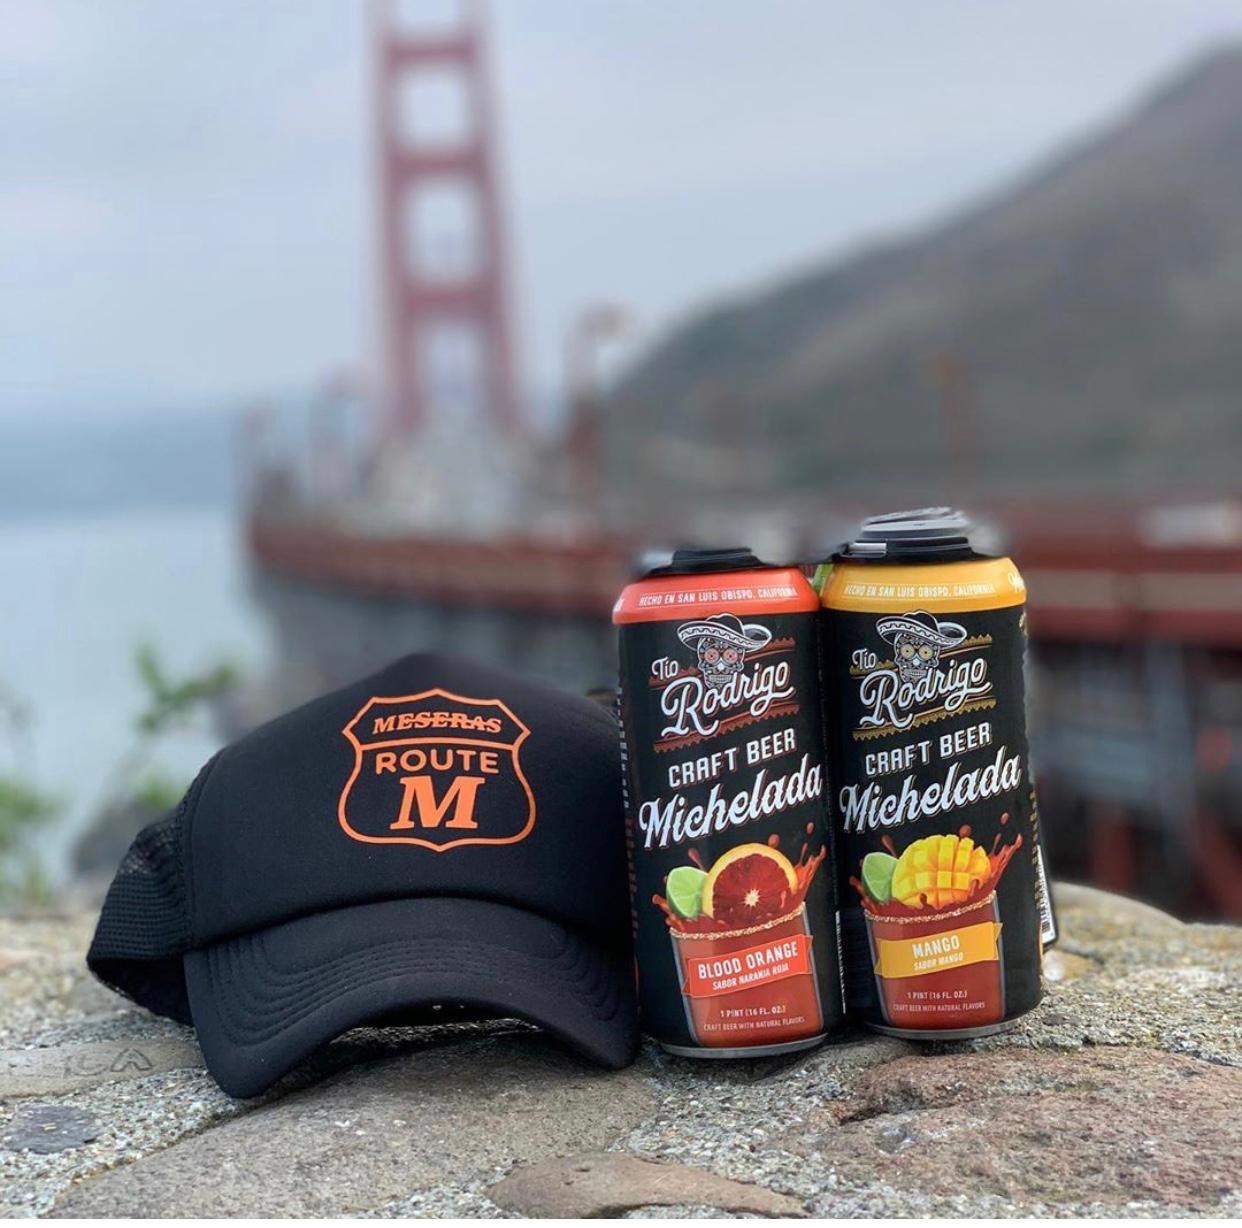 MESERAS
ROUTE
M
HECHO EN SAN LUIS OBISPO, CALIFORNIA
Tío
Rodrigo
CRAFT BEER
Michelada
BLOOD ORANGE
SABOR NARANJA ROJA
1 PINT (16 FL. OZ.)
CRAFT BEER WITH NATURAL FLAVORS
HECHO EN SAN LUIS OBISPO, CALIFORNIA
Tío
Rodrigo
CRAFT BEER
Michelada
MANGO
SABOR MANGO
1 PINT (16 FL. OZ.)
CRAFT BEER WITH NATURAL FLAVORS